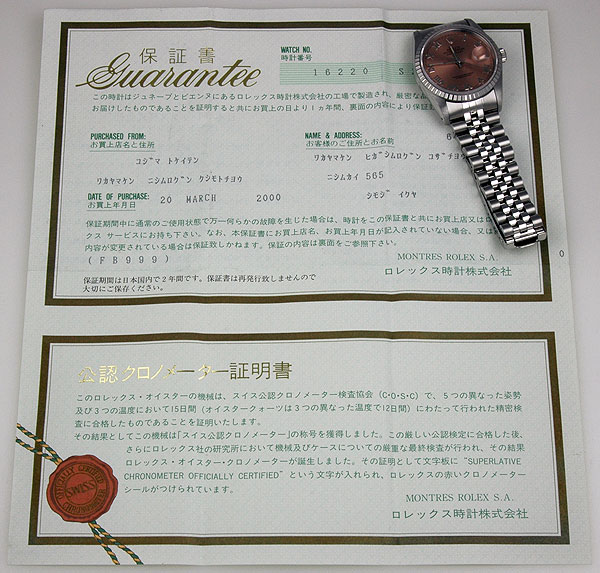 保証書
Guarantee
WATCH NO.
時計番号
16220 S
この時計はジュネーブとビエンヌにあるロレックス時計株式会社の工場で製造され、厳密な
お届けしたものであることを証明すると共にお買上の日より1ヵ年間、裏面の内容により保証
PURCHASED FROM:
お買上店名と住所
コジマ トケイテン
ワカヤマケン ニシムロゲン クシモトチヨウ
NAME & ADDRESS:
お客様のご住所とお名前
6
ワカヤマケン ヒガシムロゲン コザチヨウ
ニシムカイ 565
シモジ イクヤ
DATE OF PURCHASE:
お買上年月日
20 MARCH 2000
保証期間中に通常のご使用状態で万一何らかの故障を生じた場合は、時計をこの保証書と共にお買上店又はロ
クス サービスにお持ち下さい。なお、本保証書にお買上店名、お買上年月日が記入されていない場合、又は
内容が変更されている場合は保証致しかねます。保証の内容は裏面をご参照下さい。
(FB999)
MONTRES ROLEX S.A.
ロレックス時計株式会社
保証期間は日本国内で2年間です。保証書は再発行致しませんので
大切にご保存ください。
0
公認クロノメーター証明書
このロレックス・オイスターの機械は、スイス公認クロノメーター検査協会(C・O・S・C)で、5つの異なった姿勢
及び3つの温度において15日間(オイスタークォーツは3つの異なった温度で12日間)にわたって行われた精密検
査に合格したものであることを証明いたします。
その結果としてこの機械は「スイス公認クロノメーター」の称号を獲得しました。この厳しい公認検定に合格した後、
さらにロレックス社の研究所において機械及びケースについての厳重な最終検査が行われ、その結果
ロレックス・オイスター・クロノメーターが誕生しました。その証明として文字板に "SUPERLATIVE
CHRONOMETER OFFICIALLY CERTIFIED" という文字が入れられ、ロレックスの赤いクロノメーター
シールがつけられています。
MONTRES ROLEX S.A.
ロレックス時計株式会社
OFFICIALLY CERTIFIED
SWISS
CHRONOMETER